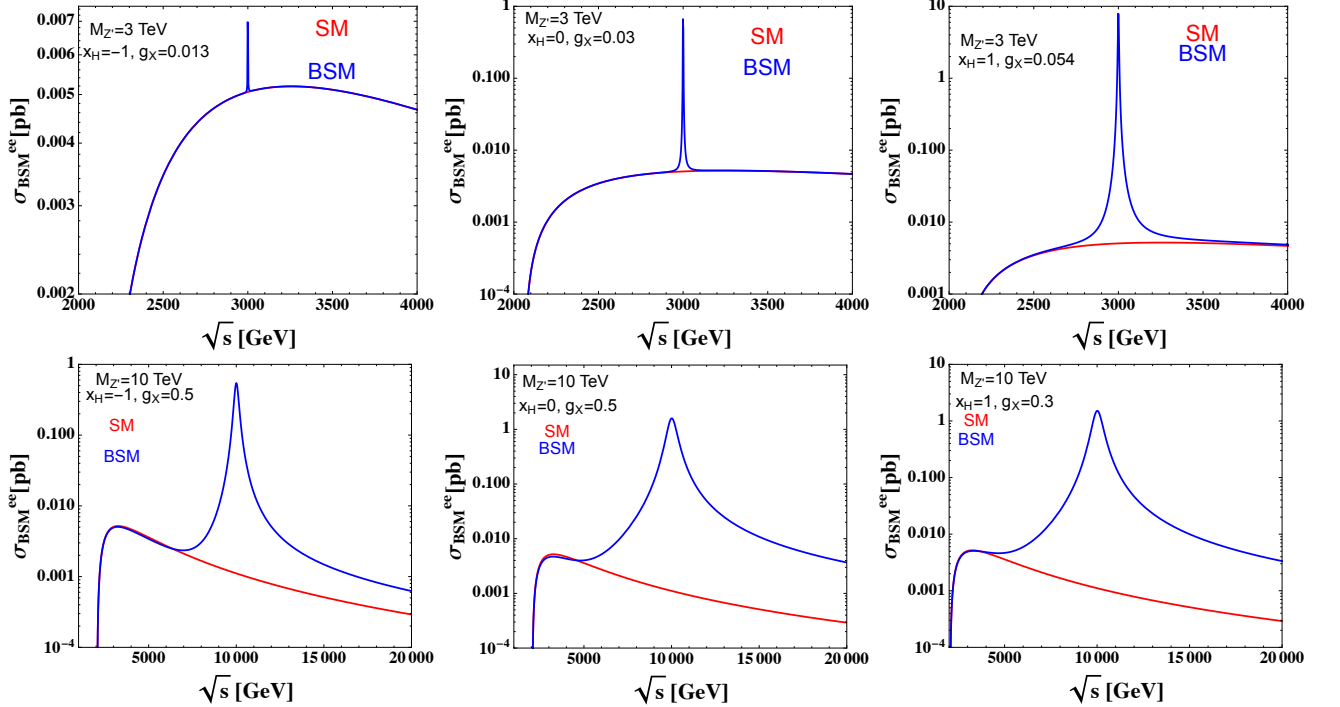 M_Z'=3 TeV
x_H=−1, g_X=0.013
SM
BSM
σ_BSM^ee[pb]
0.007
0.006
0.005
0.004
0.003
0.002
2000 2500 3000 3500 4000
√s [GeV]
M_Z'=3 TeV
x_H=0, g_X=0.03
SM
BSM
σ_BSM^ee[pb]
1
0.100
0.010
0.001
10^-4
2000 2500 3000 3500 4000
√s [GeV]
M_Z'=3 TeV
x_H=1, g_X=0.054
SM
BSM
σ_BSM^ee[pb]
10
1
0.100
0.010
0.001
2000 2500 3000 3500 4000
√s [GeV]
M_Z'=10 TeV
x_H=−1, g_X=0.5
SM
BSM
σ_BSM^ee[pb]
1
0.100
0.010
0.001
10^-4
5000 10 000 15 000 20 000
√s [GeV]
M_Z'=10 TeV
x_H=0, g_X=0.5
SM
BSM
σ_BSM^ee[pb]
10
1
0.100
0.010
0.001
10^-4
5000 10 000 15 000 20 000
√s [GeV]
M_Z'=10 TeV
x_H=1, g_X=0.3
SM
BSM
σ_BSM^ee[pb]
10
1
0.100
0.010
0.001
10^-4
5000 10 000 15 000 20 000
√s [GeV]